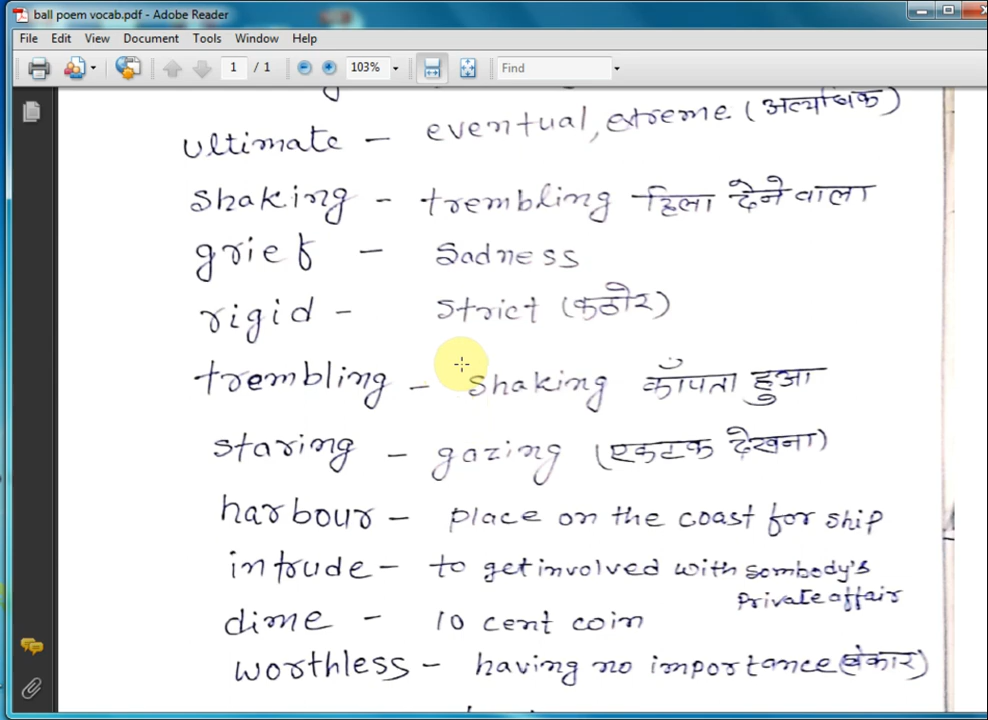 ball poem vocab.pdf - Adobe Reader
File Edit View Document Tools Window Help
1 / 1 103% Find
ultimate - eventual, extreme (अत्याधिक)
shaking - trembling हिला देने वाला
grief - sadness
rigid - strict (कठोर)
trembling - shaking काँपता हुआ
staring - gazing (एकटक देखना)
harbour - place on the coast for ship
intrude - to get involved with sombody's
private affair
dime - 10 cent coin
worthless - having no importance (बेकार)